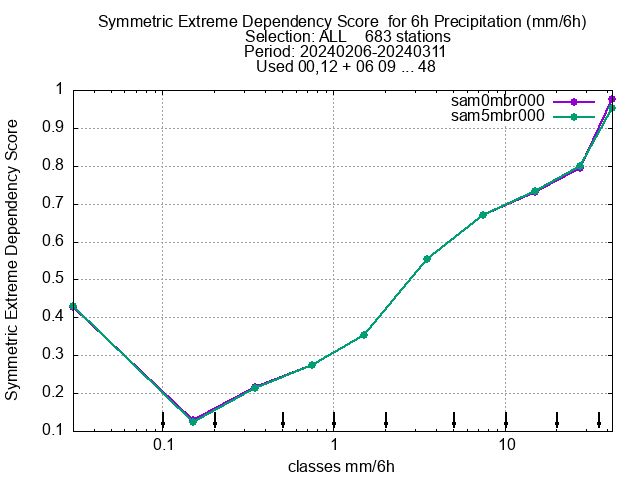 Symmetric Extreme Dependency Score  for 6h Precipitation (mm/6h)
Selection: ALL    683 stations
Period: 20240206-20240311
Used 00,12 + 06 09 ... 48
sam0mbr000
sam5mbr000
1
0.9
0.8
0.7
0.6
0.5
0.4
0.3
0.2
0.1
Symmetric Extreme Dependency Score
0.1 1 10
classes mm/6h